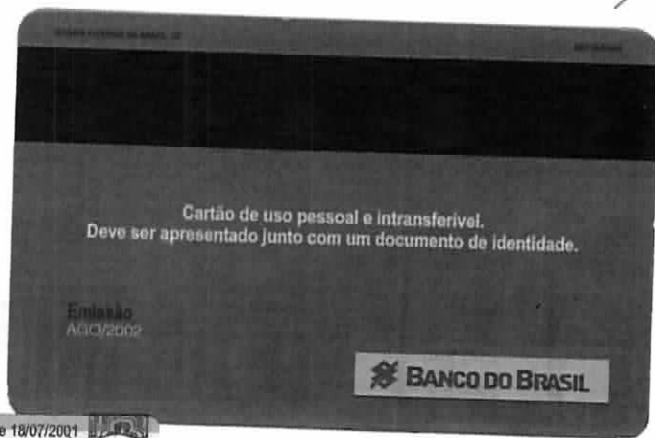 Cartão de uso pessoal e intransferível.
Deve ser apresentado junto com um documento de identidade.
Emissão
AGO/2002
BANCO DO BRASIL
e 18/07/2001